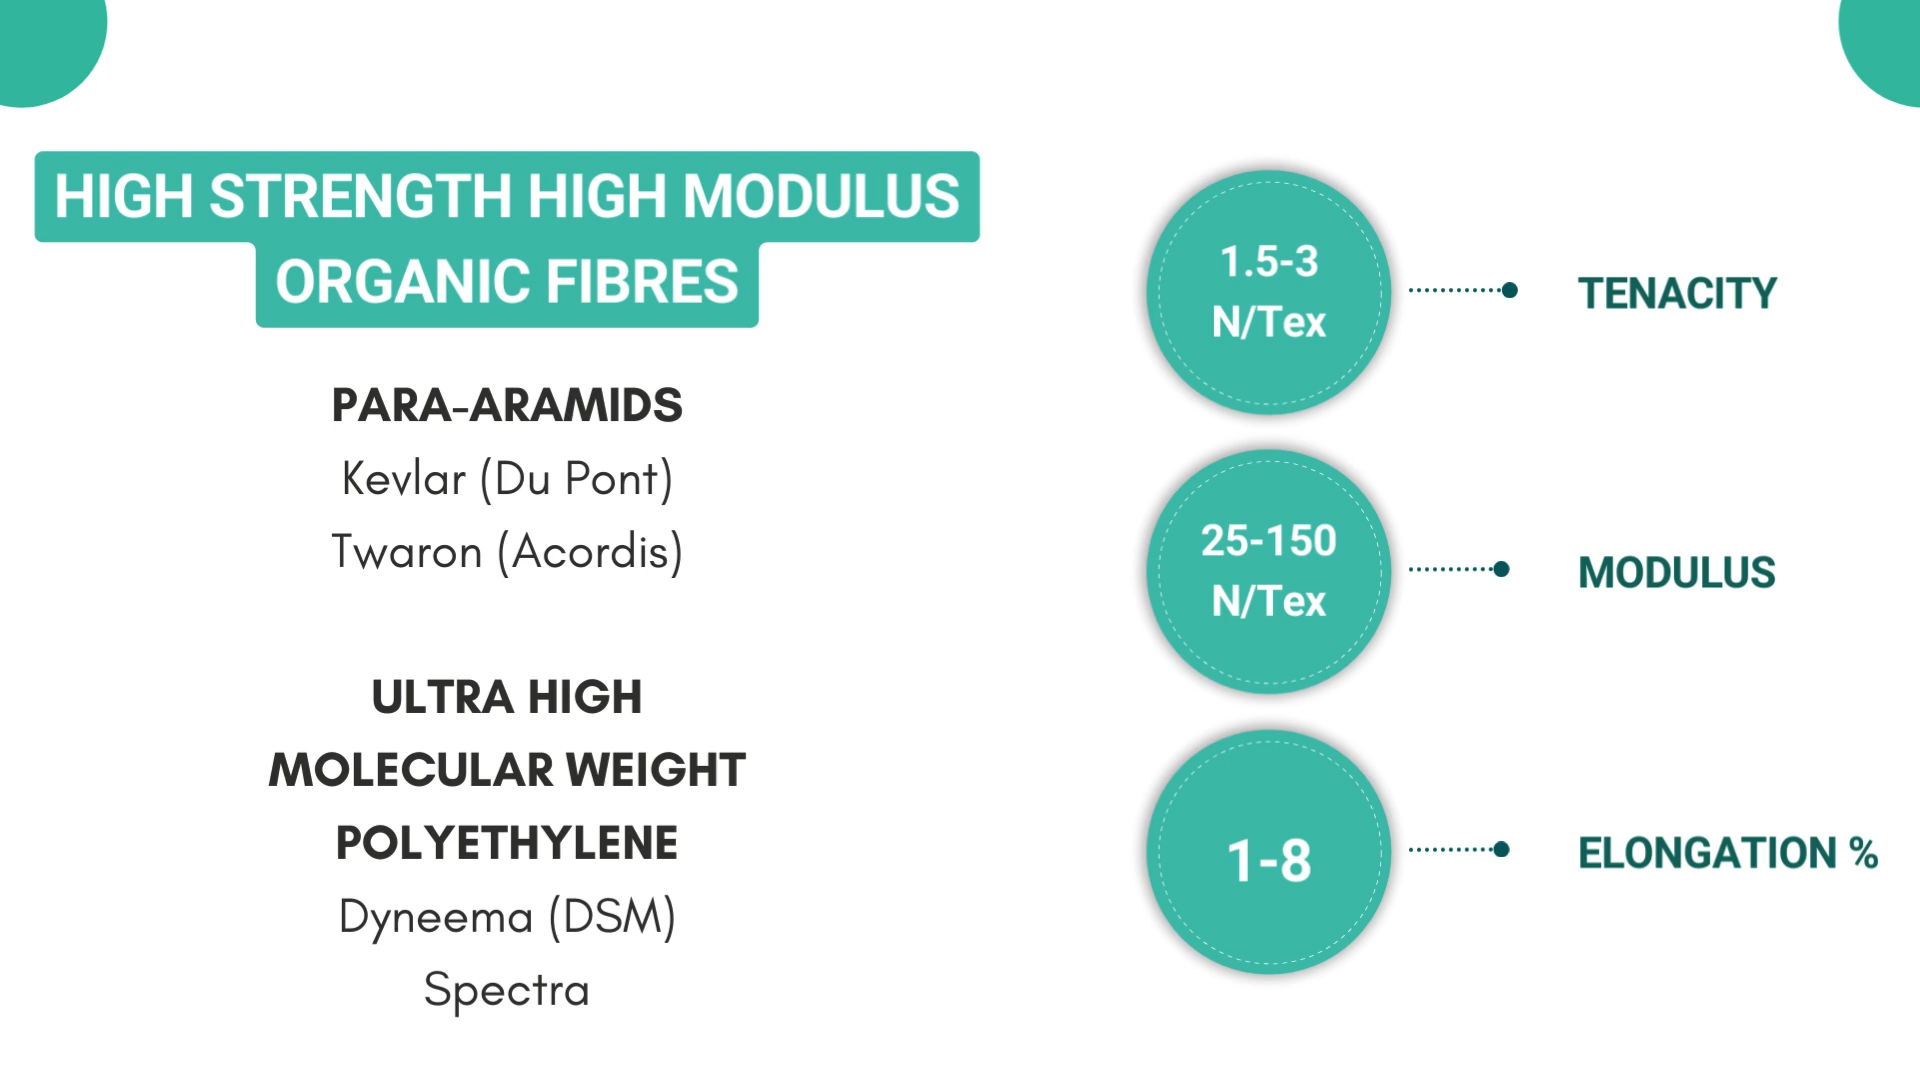 HIGH STRENGTH HIGH MODULUS
ORGANIC FIBRES
PARA-ARAMIDS
Kevlar (Du Pont)
Twaron (Acordis)
ULTRA HIGH
MOLECULAR WEIGHT
POLYETHYLENE
Dyneema (DSM)
Spectra
1.5-3
N/Tex
TENACITY
25-150
N/Tex
MODULUS
1-8
ELONGATION %